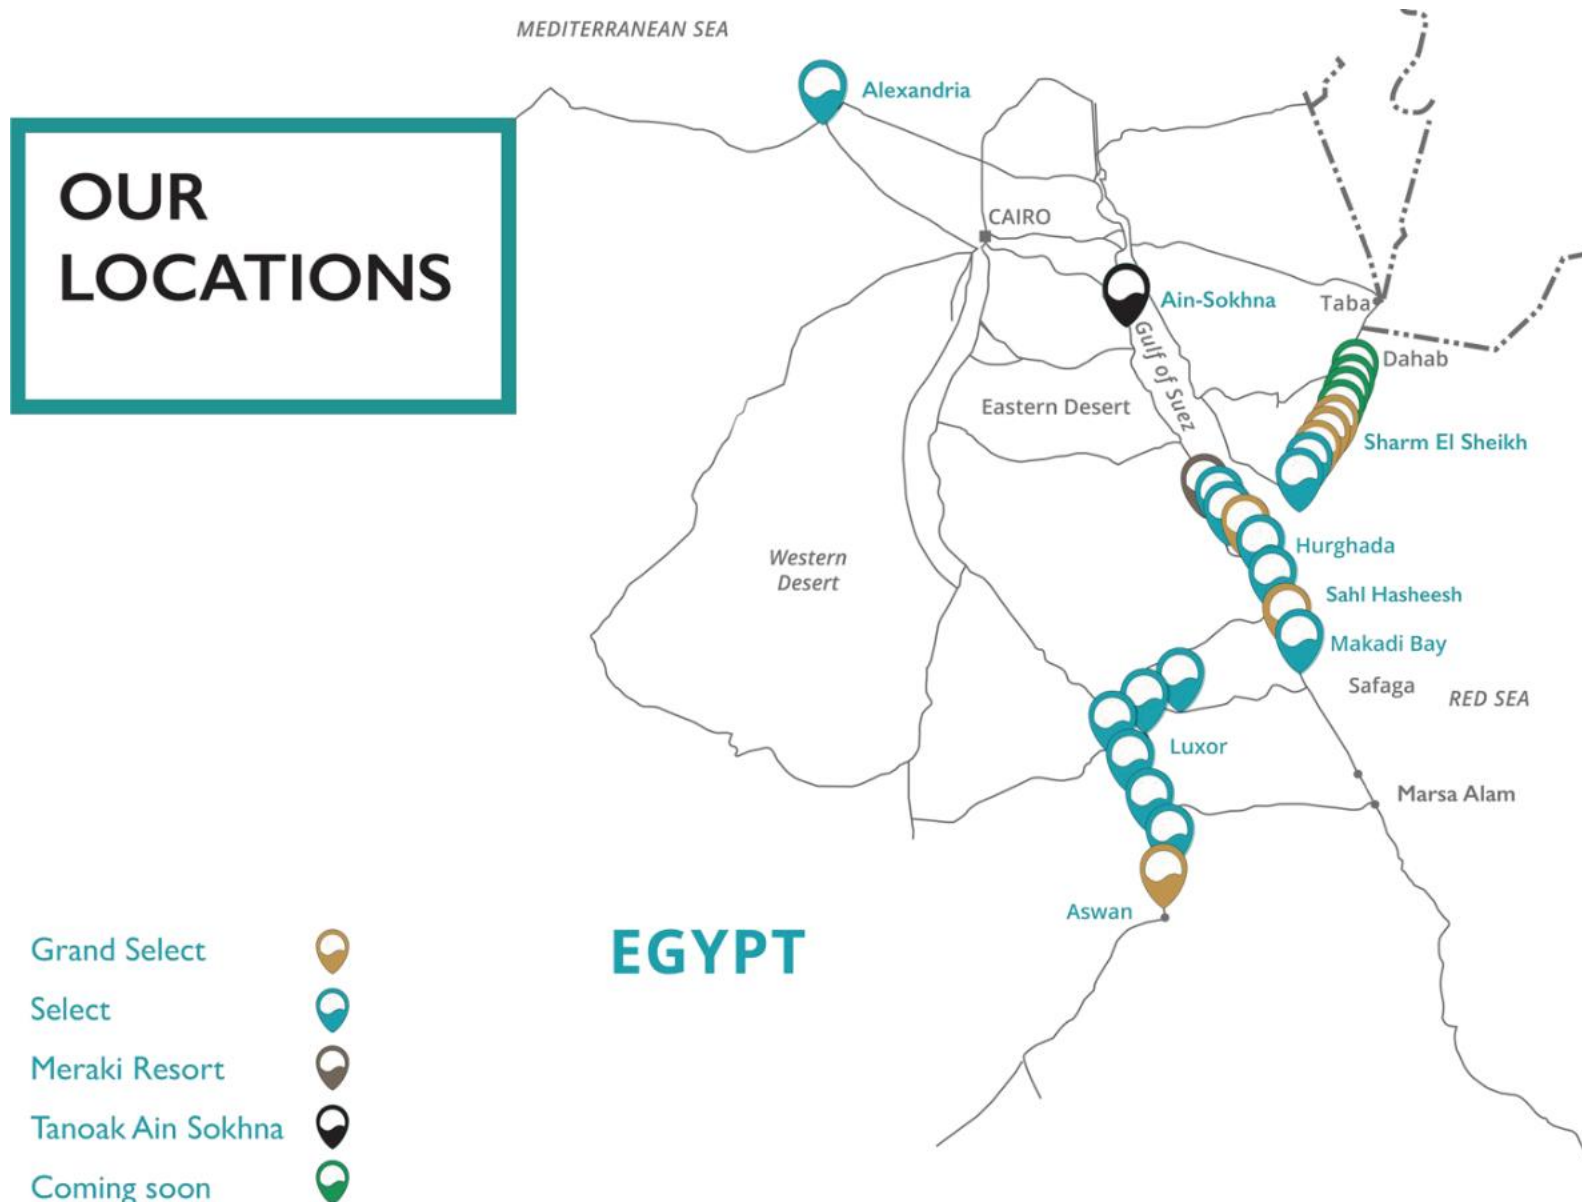 MEDITERRANEAN SEA
Alexandria
OUR
LOCATIONS
CAIRO
Ain-Sokhna
Taba
Gulf of Suez
Dahab
Eastern Desert
Sharm El Sheikh
Hurghada
Western
Desert
Sahl Hasheesh
Makadi Bay
Safaga
RED SEA
Luxor
Marsa Alam
Aswan
EGYPT
Grand Select
Select
Meraki Resort
Tanoak Ain Sokhna
Coming soon